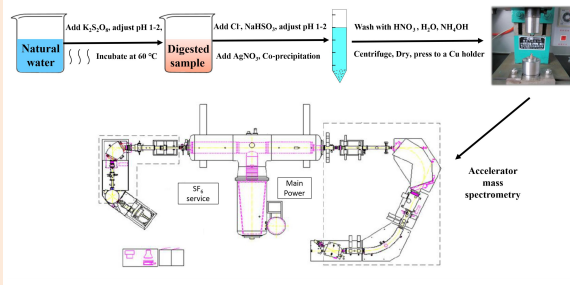 Add K₂S₂O₈, adjust pH 1-2,
Incubate at 60 ℃
Natural
water
Digested
sample
Add Cl⁻, NaHSO₃, adjust pH 1-2
Add AgNO₃, Co-precipitation
Wash with HNO₃, H₂O, NH₄OH
Centrifuge, Dry, press to a Cu holder
Accelerator
mass
spectrometry
SF₆
service
Main
Power